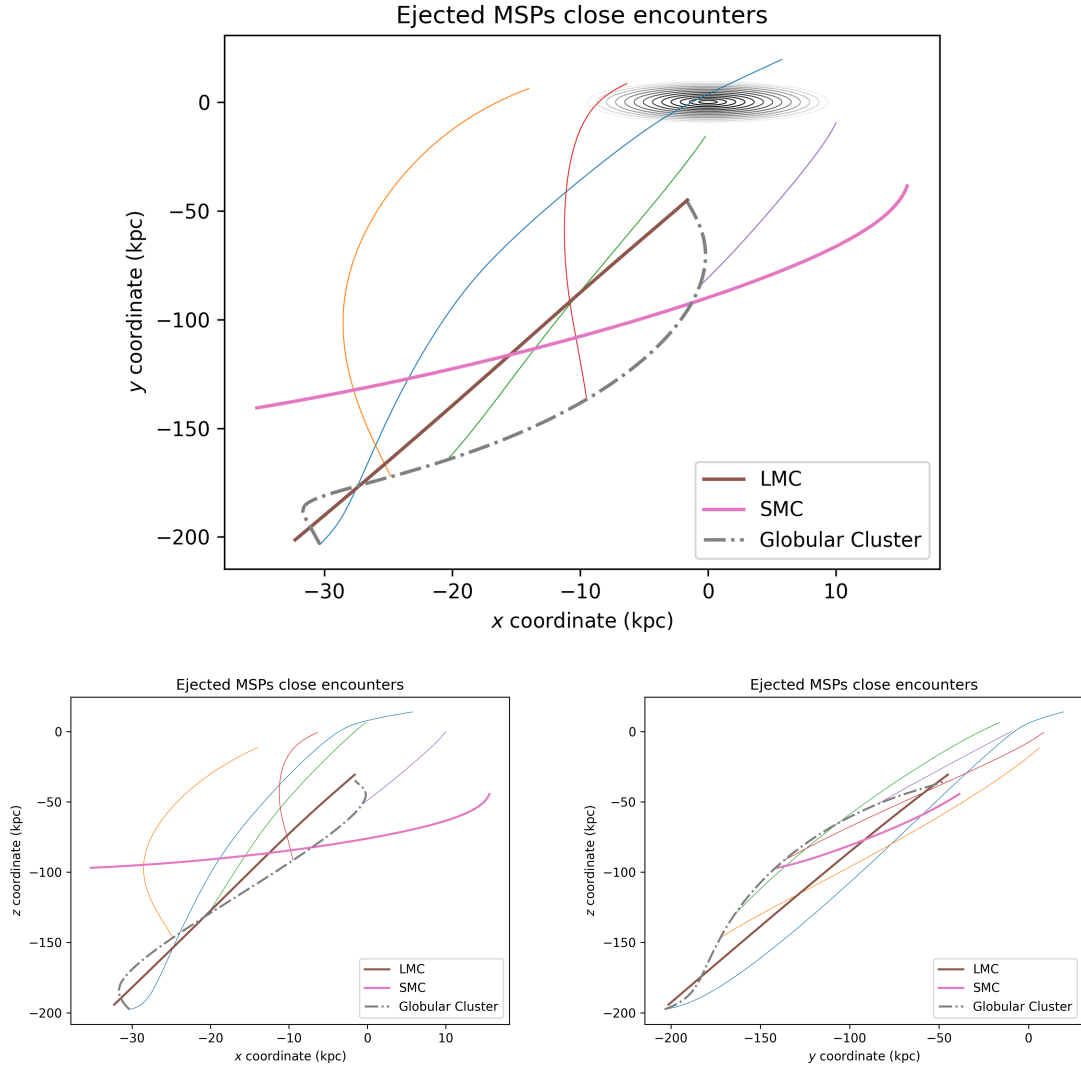 Ejected MSPs close encounters
0
−50
−100
−150
−200
y coordinate (kpc)
−30
−20
−10
0
10
x coordinate (kpc)
LMC
SMC
Globular Cluster
Ejected MSPs close encounters
0
−50
−100
−150
−200
z coordinate (kpc)
−30
−20
−10
0
10
x coordinate (kpc)
LMC
SMC
Globular Cluster
Ejected MSPs close encounters
0
−50
−100
−150
−200
z coordinate (kpc)
−200
−150
−100
−50
0
y coordinate (kpc)
LMC
SMC
Globular Cluster